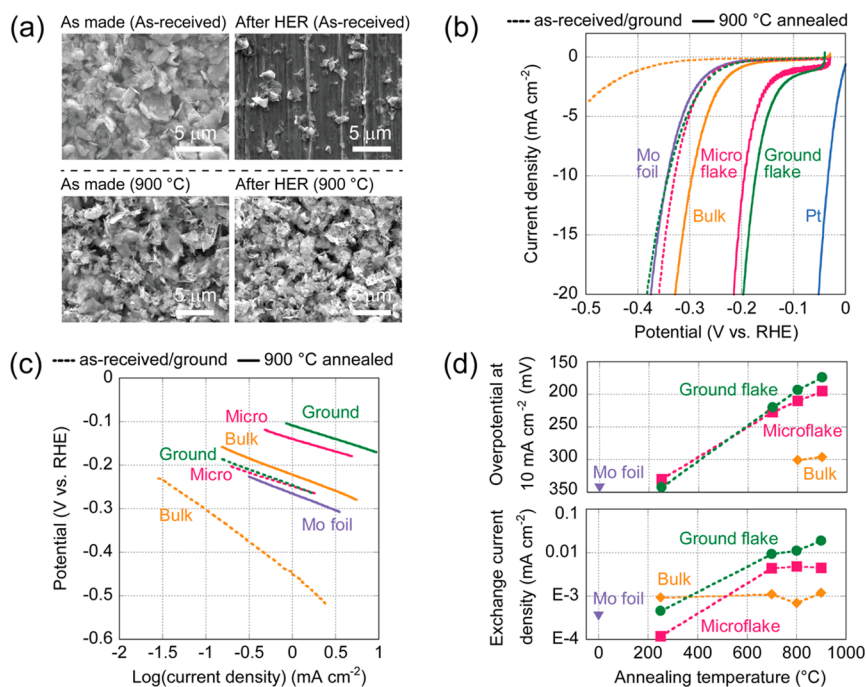 (a)
As made (As-received)
After HER (As-received)
5 µm
5 µm
As made (900 °C)
After HER (900 °C)
5 µm
5 µm
(b)
as-received/ground
900 °C annealed
Current density (mA cm⁻²)
0
-5
-10
-15
-20
Mo
foil
Micro
flake
Ground
flake
Bulk
Pt
-0.5
-0.4
-0.3
-0.2
-0.1
0
Potential (V vs. RHE)
(c)
as-received/ground
900 °C annealed
Potential (V vs. RHE)
0
-0.1
-0.2
-0.3
-0.4
-0.5
-0.6
Ground
Micro
Bulk
Ground
Micro
Mo foil
Bulk
-2
-1.5
-1.0
-0.5
0.0
0.5
1
Log(current density) (mA cm⁻²)
(d)
Overpotential at
10 mA cm⁻² (mV)
150
200
250
300
350
Ground flake
Microflake
Mo foil
Bulk
Exchange current
density (mA cm⁻²)
0.1
0.01
E-3
E-4
Ground flake
Bulk
Mo foil
Microflake
0
200
400
600
800
1000
Annealing temperature (°C)